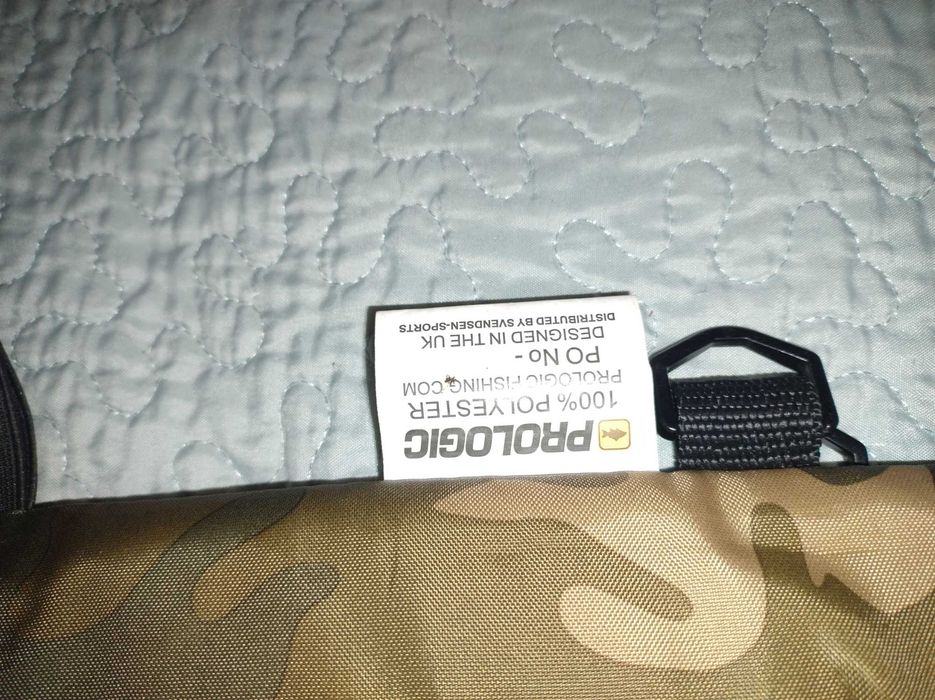 PROLOGIC
100% POLYESTER
PROLOGIC FISHING.COM
PO No -
DESIGNED IN THE UK
DISTRIBUTED BY SVENDSEN-SPORTS